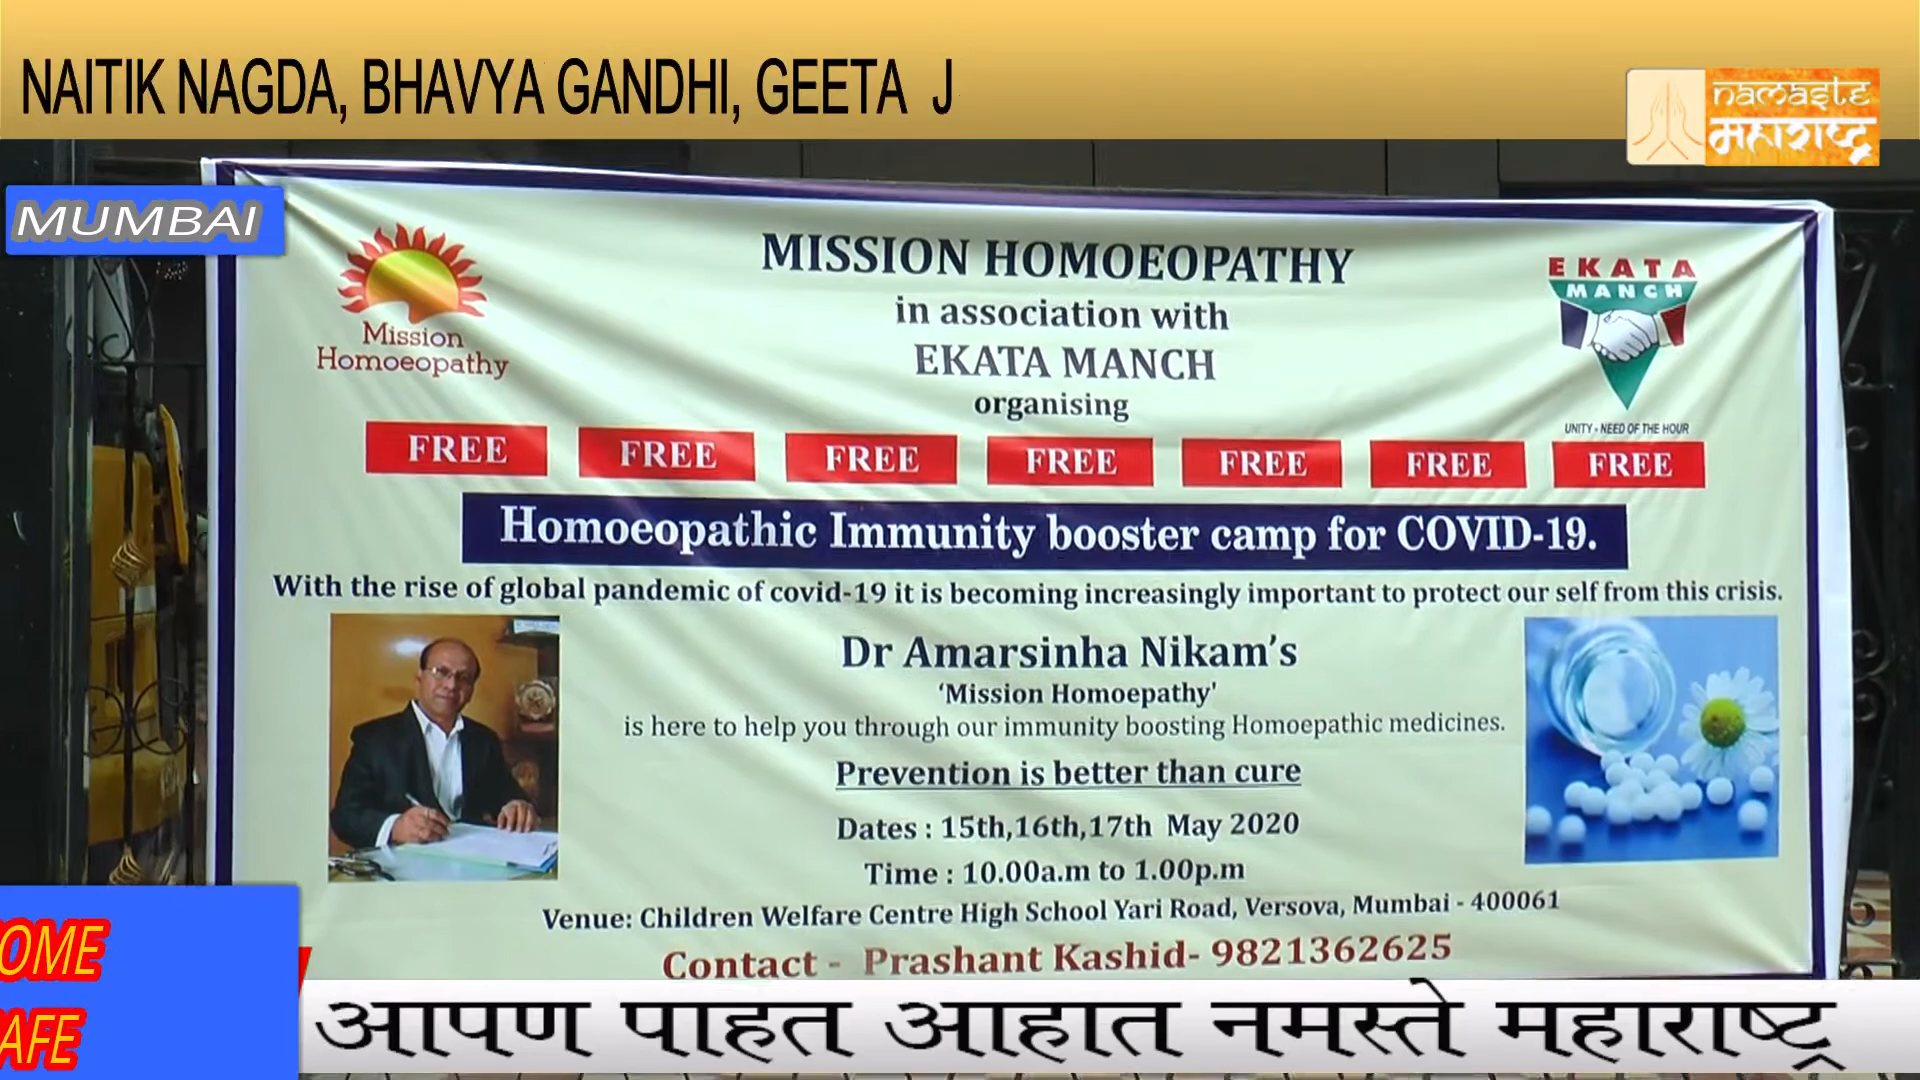 NAITIK NAGDA, BHAVYA GANDHI, GEETA J
namaste
महाराष्ट्र
MUMBAI
Mission
Homoeopathy
MISSION HOMOEOPATHY
in association with
EKATA MANCH
organising
EKATA
MANCH
UNITY - NEED OF THE HOUR
FREE FREE FREE FREE FREE FREE FREE
Homoeopathic Immunity booster camp for COVID-19.
With the rise of global pandemic of covid-19 it is becoming increasingly important to protect our self from this crisis.
Dr Amarsinha Nikam's
'Mission Homoepathy'
is here to help you through our immunity boosting Homoepathic medicines.
Prevention is better than cure
Dates : 15th,16th,17th May 2020
Time : 10.00a.m to 1.00p.m
Venue: Children Welfare Centre High School Yari Road, Versova, Mumbai - 400061
Contact - Prashant Kashid- 9821362625
OME
AFE
आपण पाहत आहात नमस्ते महाराष्ट्र